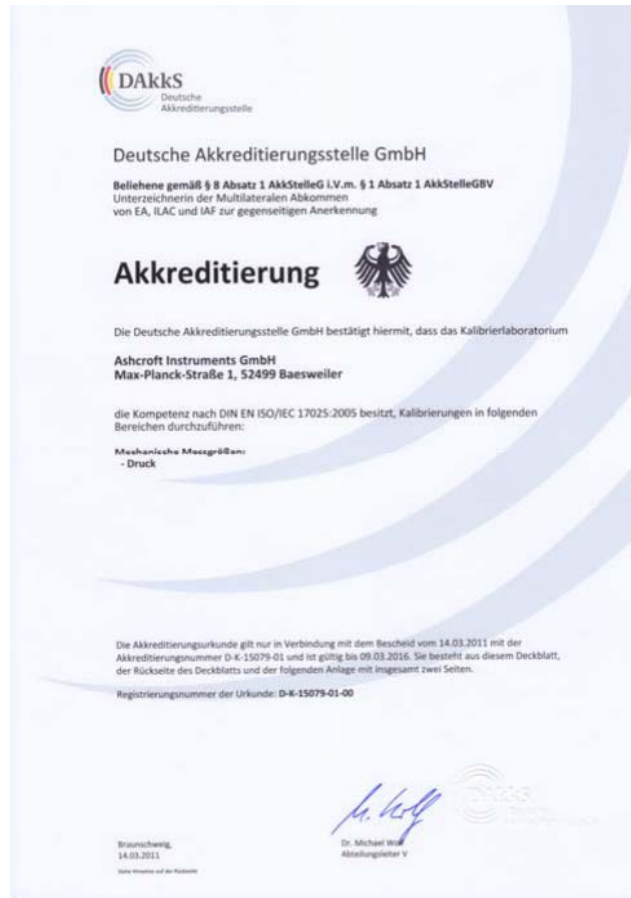 DAkkS
Deutsche
Akkreditierungsstelle
Deutsche Akkreditierungsstelle GmbH
Beliehene gemäß § 8 Absatz 1 AkkStelleG i.V.m. § 1 Absatz 1 AkkStelleGBV
Unterzeichnerin der Multilateralen Abkommen
von EA, ILAC und IAF zur gegenseitigen Anerkennung
Akkreditierung
Die Deutsche Akkreditierungsstelle GmbH bestätigt hiermit, dass das Kalibrierlaboratorium
Ashcroft Instruments GmbH
Max-Planck-Straße 1, 52499 Baesweiler
die Kompetenz nach DIN EN ISO/IEC 17025:2005 besitzt, Kalibrierungen in folgenden
Bereichen durchzuführen:
Mechanische Messgrößen:
- Druck
Die Akkreditierungsurkunde gilt nur in Verbindung mit dem Bescheid vom 14.03.2011 mit der
Akkreditierungsnummer D-K-15079-01 und ist gültig bis 09.03.2016. Sie besteht aus diesem Deckblatt,
der Rückseite des Deckblatts und der folgenden Anlage mit insgesamt zwei Seiten.
Registrierungsnummer der Urkunde: D-K-15079-01-00
DAkkS
Braunschweig,
14.03.2011
Dr. Michael Wolf
Abteilungsleiter V
Siehe Hinweise auf der Rückseite